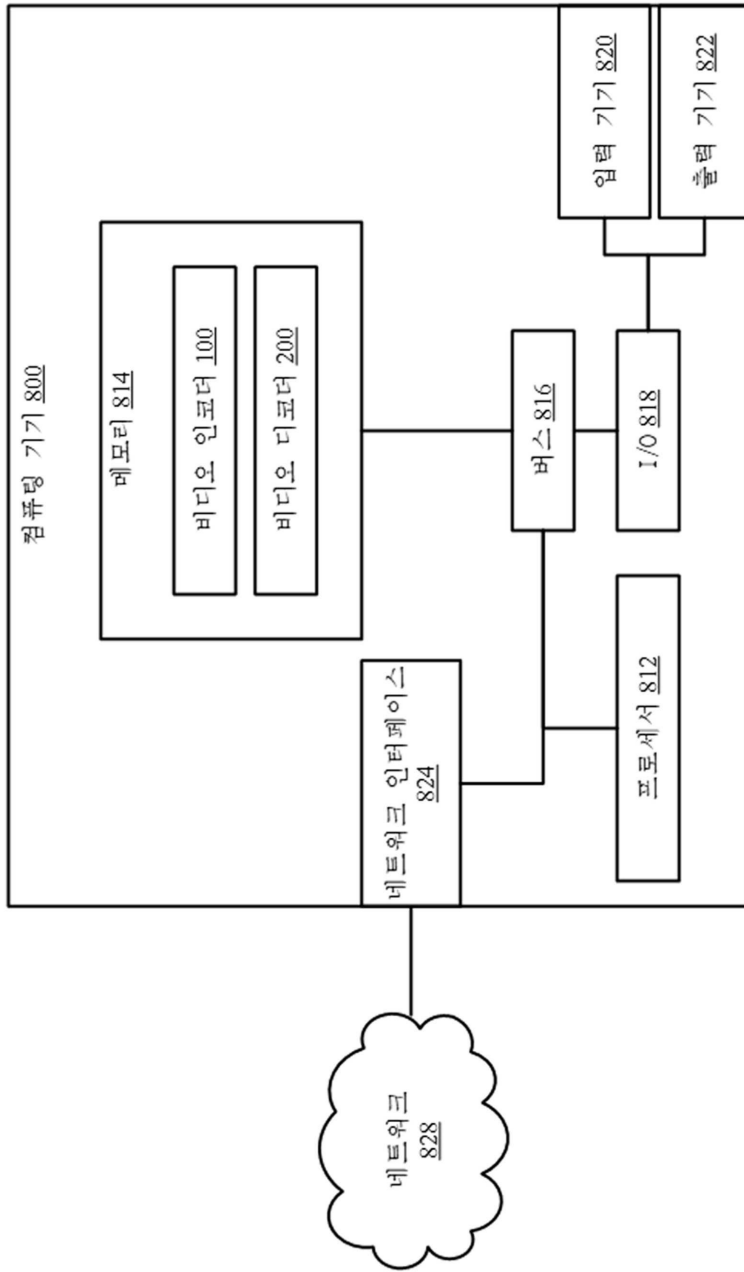 컴퓨팅 기기 800
메모리 814
비디오 인코더 100
비디오 디코더 200
네트워크 인터페이스
824
버스 816
프로세서 812
I/O 818
입력 기기 820
출력 기기 822
네트워크
828